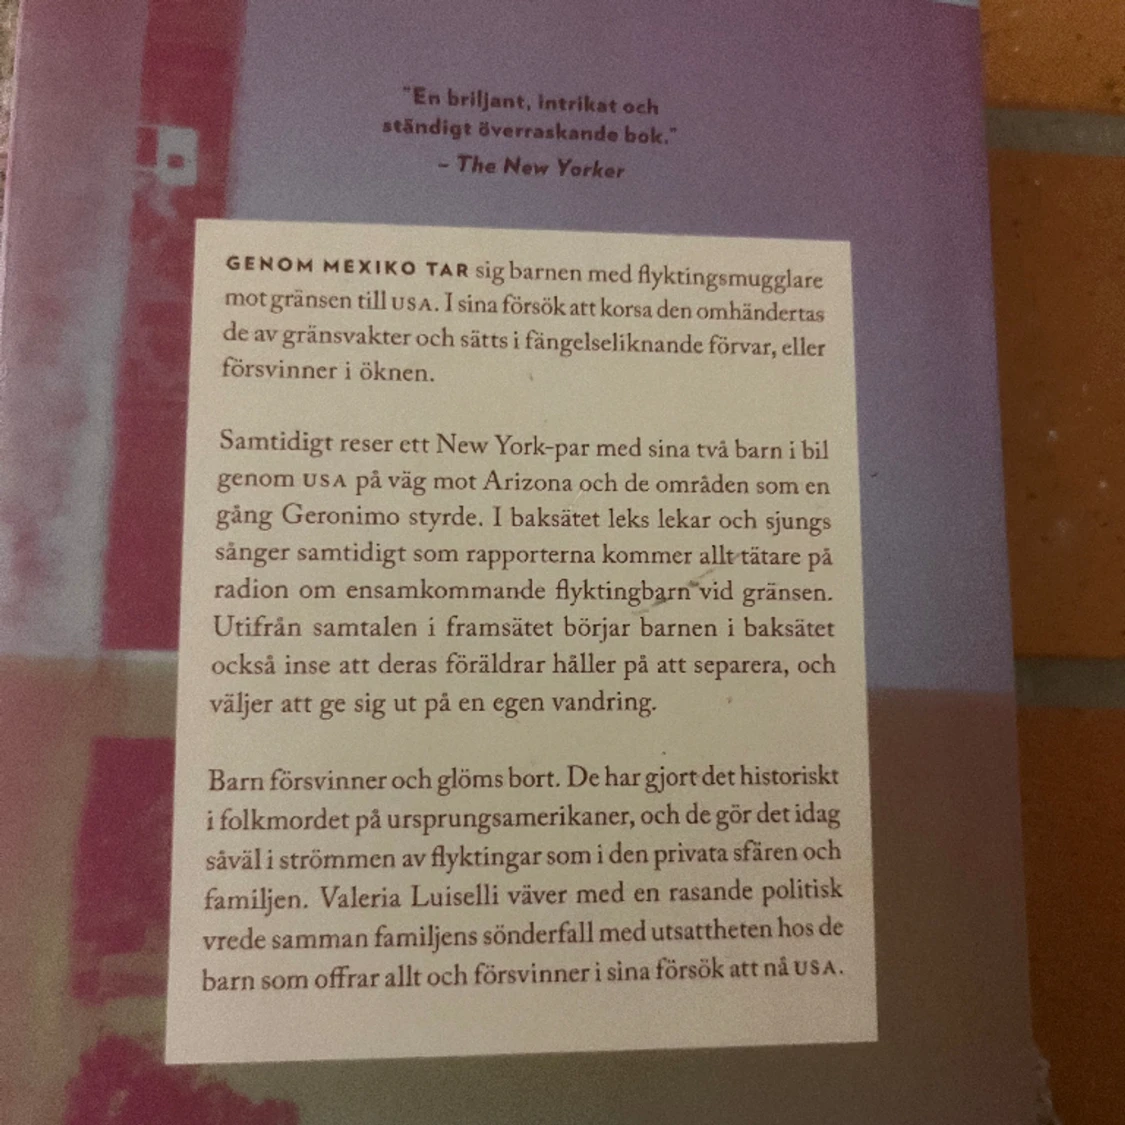 "En briljant, intrikat och
ständigt överraskande bok."
– The New Yorker
GENOM MEXIKO TAR sig barnen med flyktingsmugglare
mot gränsen till USA. I sina försök att korsa den omhändertas
de av gränsvakter och sätts i fängelseliknande förvar, eller
försvinner i öknen.
Samtidigt reser ett New York-par med sina två barn i bil
genom USA på väg mot Arizona och de områden som en
gång Geronimo styrde. I baksätet leks lekar och sjungs
sånger samtidigt som rapporterna kommer allt tätare på
radion om ensamkommande flyktingbarn vid gränsen.
Utifrån samtalen i framsätet börjar barnen i baksätet
också inse att deras föräldrar håller på att separera, och
väljer att ge sig ut på en egen vandring.
Barn försvinner och glöms bort. De har gjort det historiskt
i folkmordet på ursprungsamerikaner, och de gör det idag
såväl i strömmen av flyktingar som i den privata sfären och
familjen. Valeria Luiselli väver med en rasande politisk
vrede samman familjens sönderfall med utsattheten hos de
barn som offrar allt och försvinner i sina försök att nå USA.